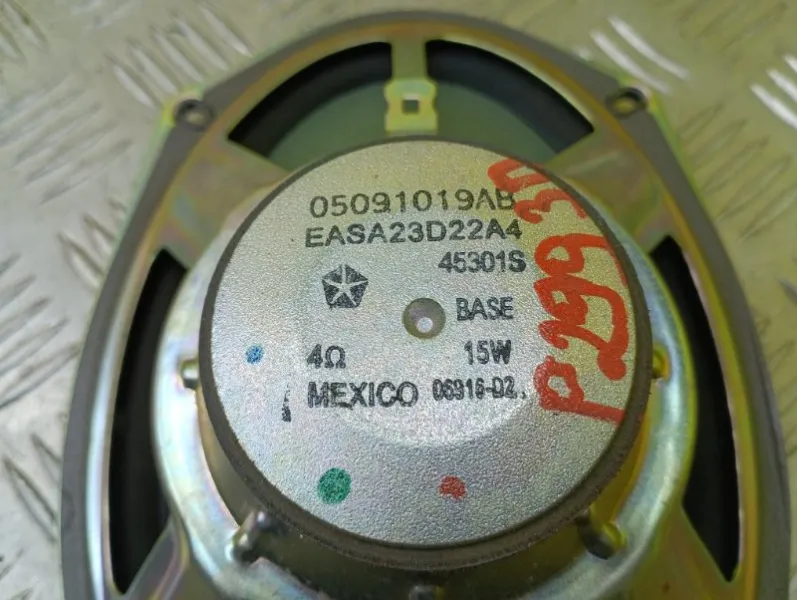 05091019AB
EASA23D22A4
45301S
BASE
4Ω 15W
MEXICO 06916-D2